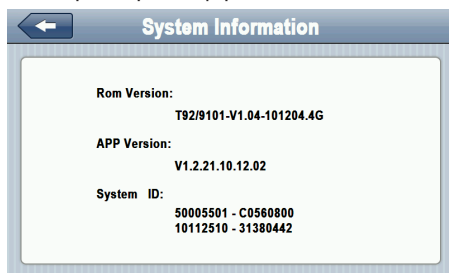 System Information
Rom Version:
T92/9101-V1.04-101204.4G
APP Version:
V1.2.21.10.12.02
System ID:
50005501 - C0560800
10112510 - 31380442